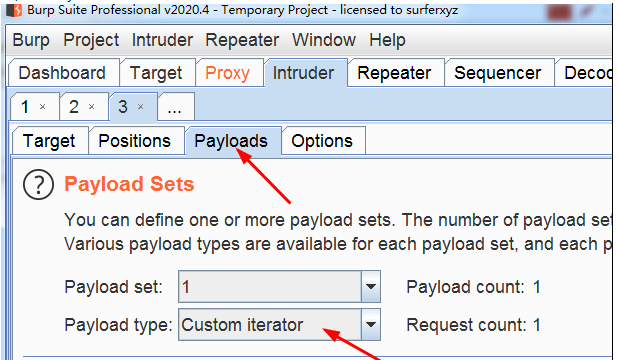 Burp Suite Professional v2020.4 - Temporary Project - licensed to surferxyz
Burp Project Intruder Repeater Window Help
Dashboard Target Proxy Intruder Repeater Sequencer Decod
1 × 2 × 3 × ...
Target Positions Payloads Options
? Payload Sets
You can define one or more payload sets. The number of payload set
Various payload types are available for each payload set, and each p
Payload set: 1 Payload count: 1
Payload type: Custom iterator Request count: 1